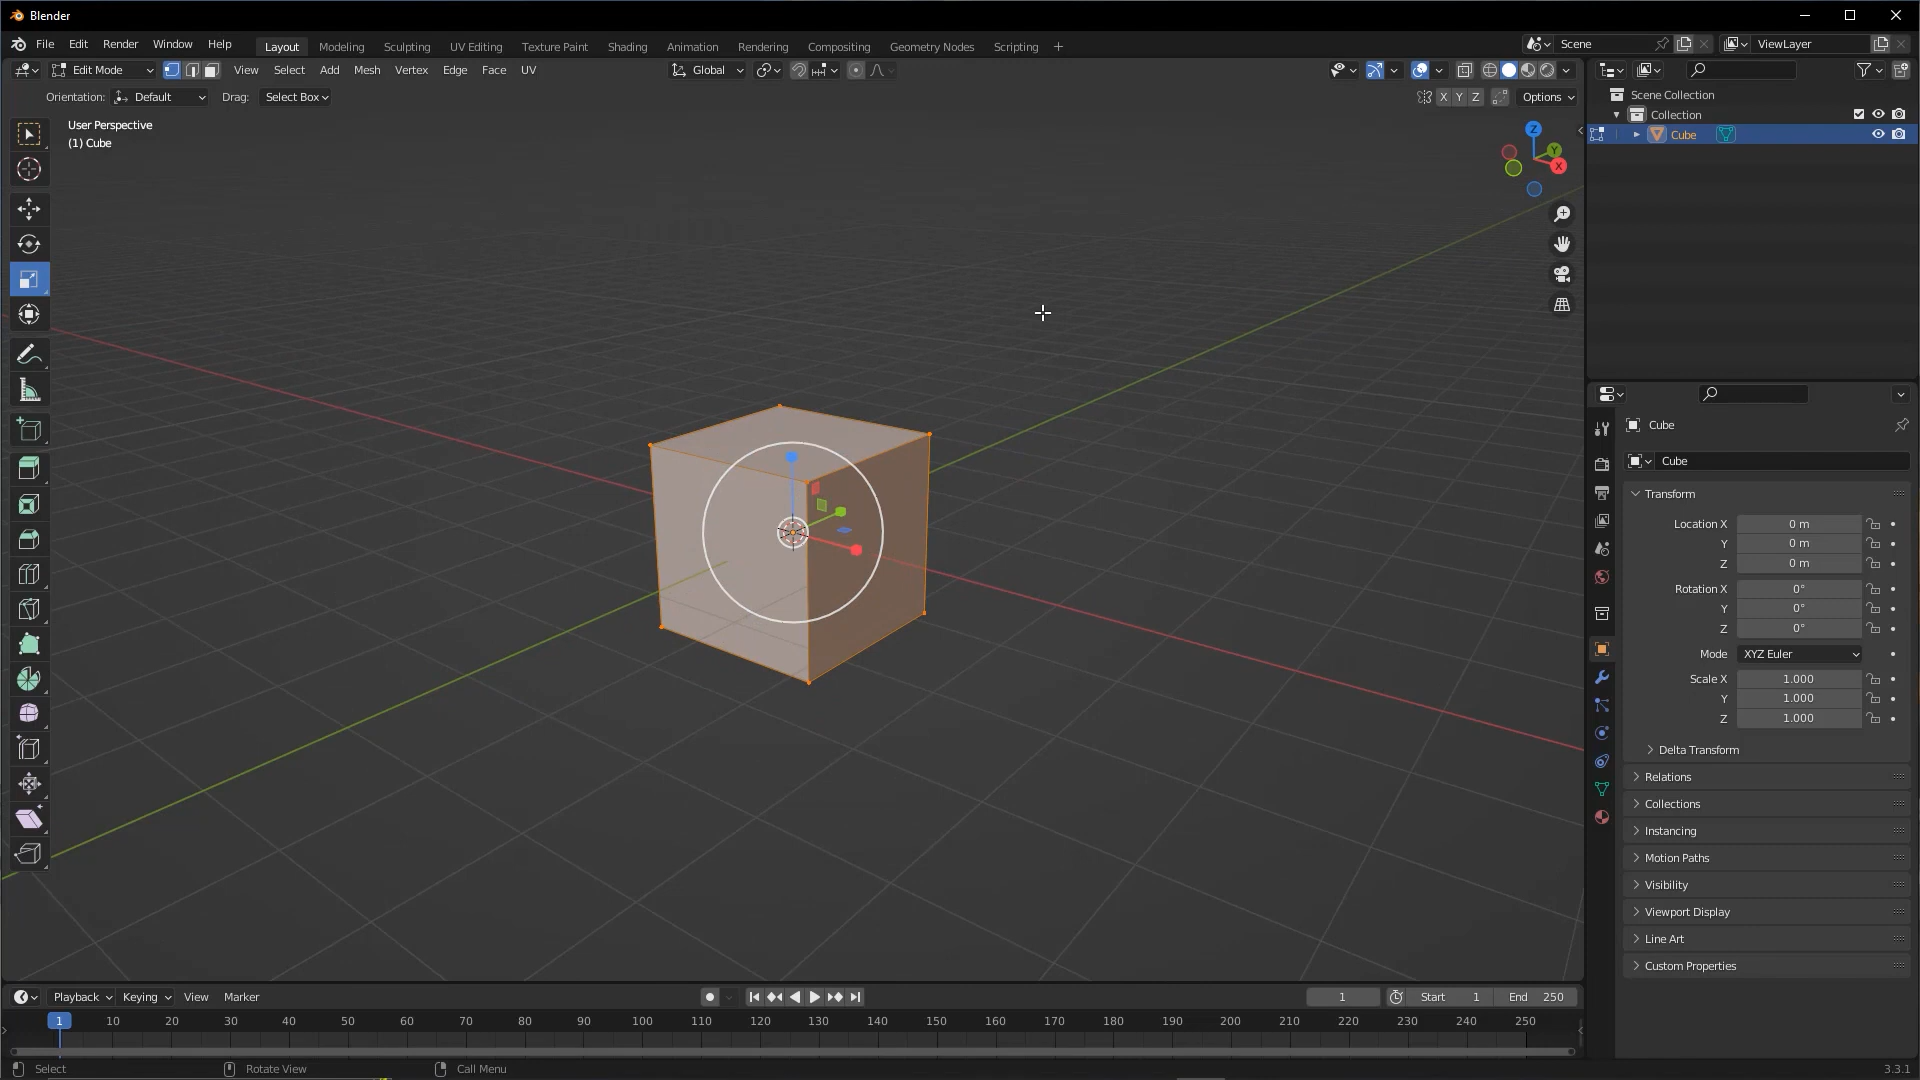 Blender
File Edit Render Window Help Layout Modeling Sculpting UV Editing Texture Paint Shading Animation Rendering Compositing Geometry Nodes Scripting + Scene ViewLayer
Edit Mode View Select Add Mesh Vertex Edge Face UV Global
Orientation: Default Drag: Select Box X Y Z Options
User Perspective
(1) Cube
Z
Y
X
Scene Collection
Collection
Cube
Cube
Cube
Transform
Location X 0 m
Y 0 m
Z 0 m
Rotation X 0°
Y 0°
Z 0°
Mode XYZ Euler
Scale X 1.000
Y 1.000
Z 1.000
Delta Transform
Relations
Collections
Instancing
Motion Paths
Visibility
Viewport Display
Line Art
Custom Properties
Playback Keying View Marker 1 Start 1 End 250
1 10 20 30 40 50 60 70 80 90 100 110 120 130 140 150 160 170 180 190 200 210 220 230 240 250
Select Rotate View Call Menu 3.3.1